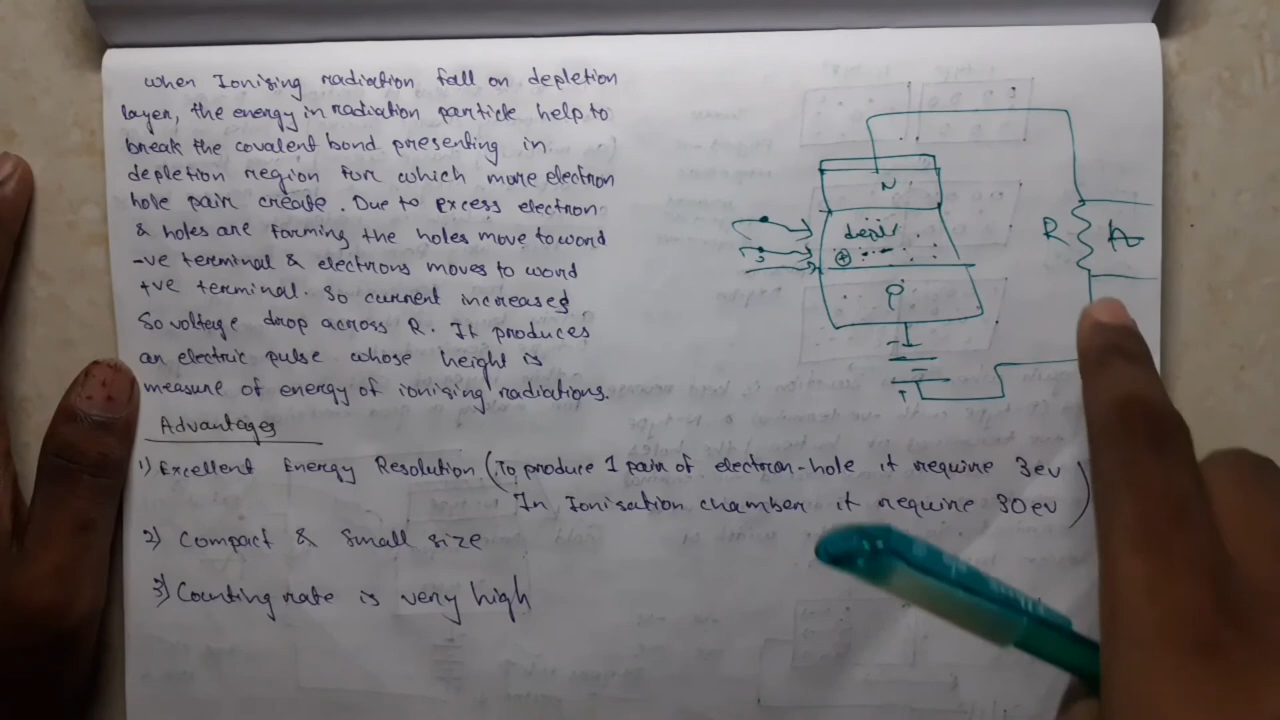 when Ionising radiation fall on depletion
layer, the energy in radiation particle help to
break the covalent bond presenting in
depletion region for which more electron
hole pair create. Due to excess electron
& holes are forming the holes move toword
-ve terminal & electrons moves to word
+ve terminal. So current increased
So voltage drop across R. It produces
an electric pulse whose height is
measure of energy of ionizing radiations.
N
deplr
R
P
-
+
Advantages
1) Excellent Energy Resolution (To produce 1 pair of electron-hole it require 3ev
In Ionisation chamber it require 30ev)
2) Compact & Small size
3) Counting rate is very high